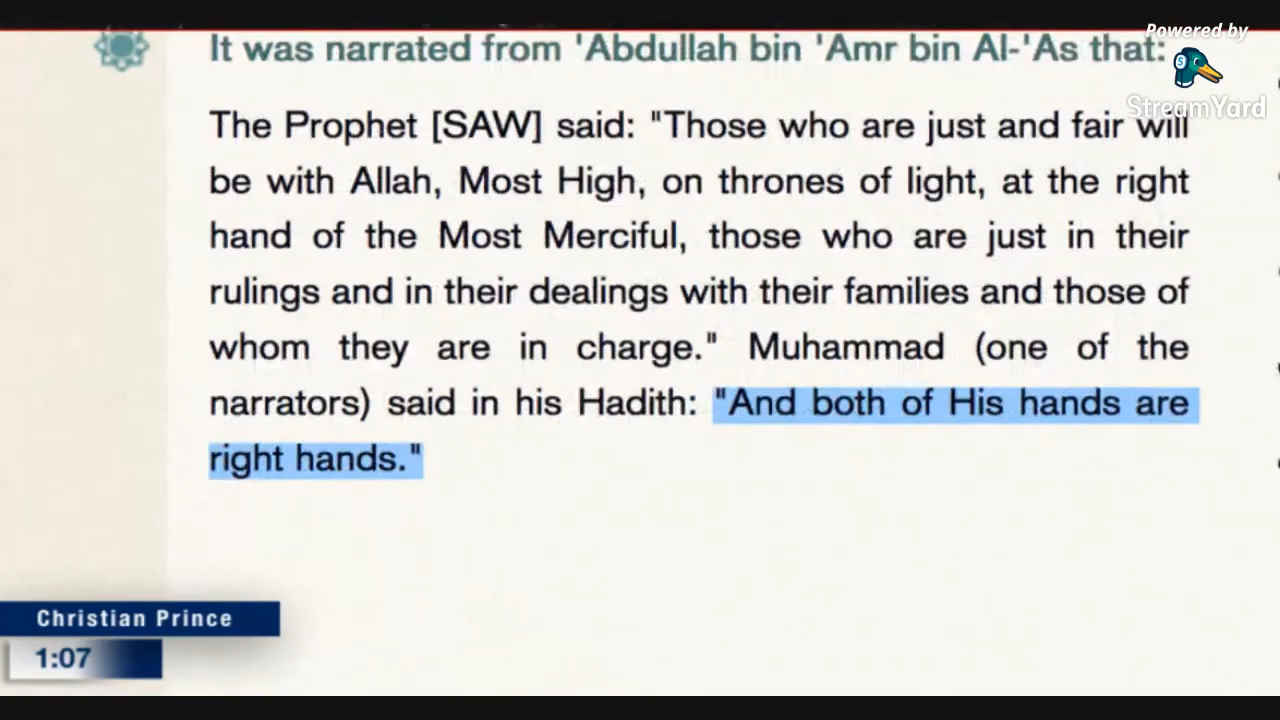 Powered by
StreamYard
It was narrated from 'Abdullah bin 'Amr bin Al-'As that:
The Prophet [SAW] said: "Those who are just and fair will
be with Allah, Most High, on thrones of light, at the right
hand of the Most Merciful, those who are just in their
rulings and in their dealings with their families and those of
whom they are in charge." Muhammad (one of the
narrators) said in his Hadith: "And both of His hands are
right hands."
Christian Prince
1:07